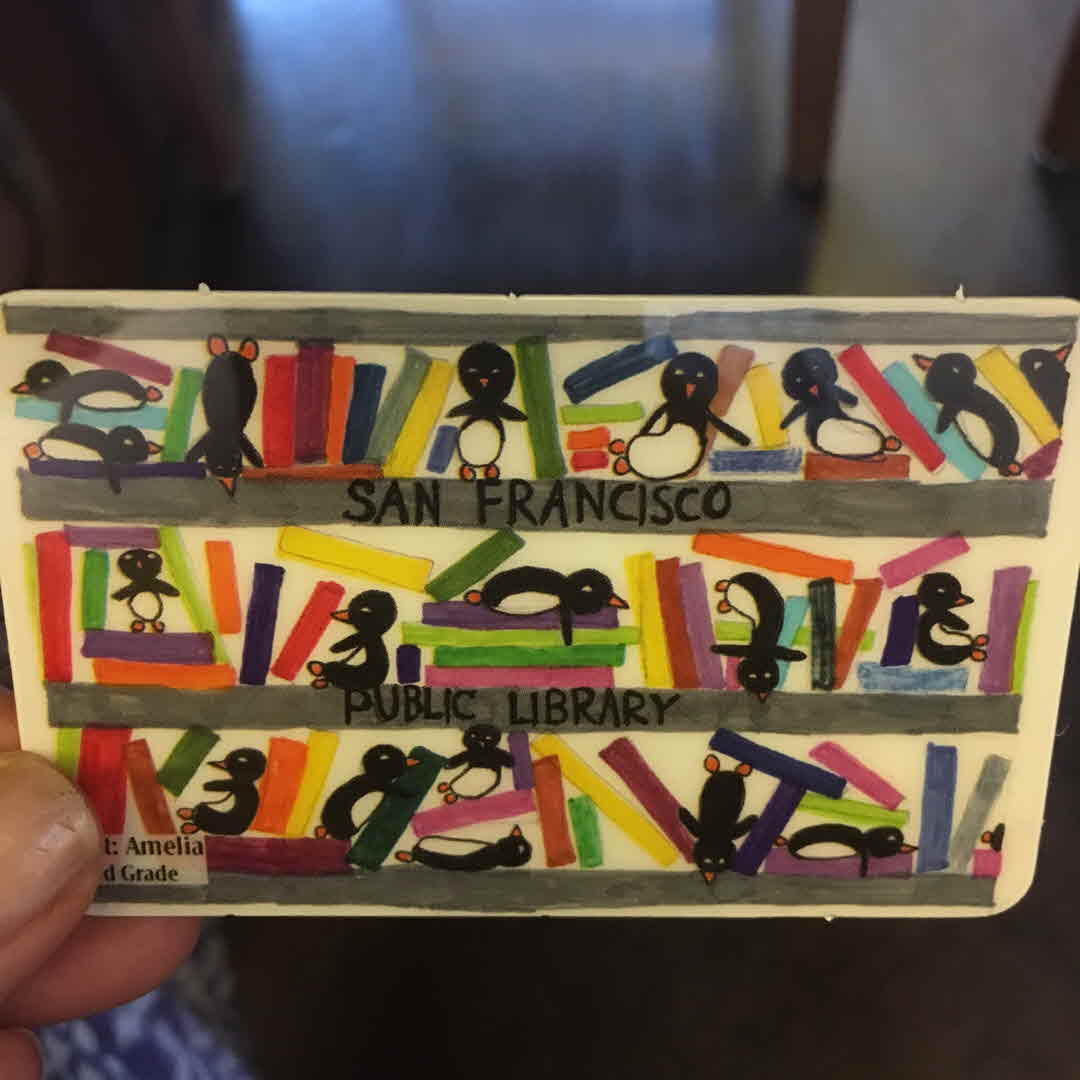 SAN FRANCISCO
PUBLIC LIBRARY
t: Amelia
d Grade